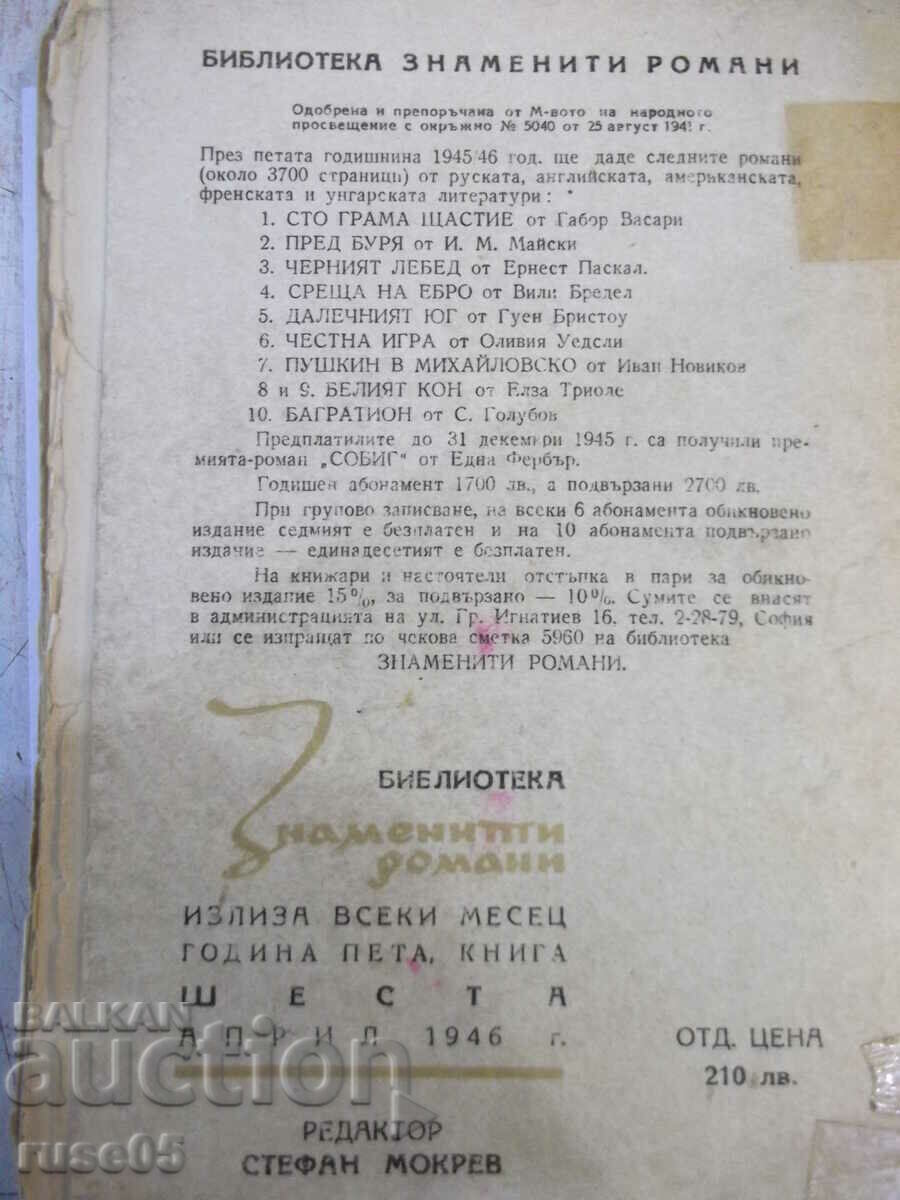 БИБЛИОТЕКА ЗНАМЕНИТИ РОМАНИ
Одобрена и препоръчана от М-вото на народното
просвещение с окръжно № 5040 от 25 август 1941 г.
През петата годишнина 1945/46 год. ще даде следните романи
(около 3700 страници) от руската, английската, американската,
френската и унгарската литератури:
1. СТО ГРАМА ЩАСТИЕ от Габор Васари
2. ПРЕД БУРЯ от И. М. Майски
3. ЧЕРНИЯТ ЛЕБЕД от Ернест Паскал.
4. СРЕЩА НА ЕБРО от Вили Бредел
5. ДАЛЕЧНИЯТ ЮГ от Гуен Бристоу
6. ЧЕСТНА ИГРА от Оливия Уедсли
7. ПУШКИН В МИХАЙЛОВСКО от Иван Новиков
8 и 9. БЕЛИЯТ КОН от Елза Триоле
10. БАГРАТИОН от С. Голубов
Предплатилите до 31 декември 1945 г. са получили пре-
мията-роман „СОБИГ“ от Една Фербър.
Годишен абонамент 1700 лв., а подвързани 2700 лв.
При групово записване, на всеки 6 абонамента обикновено
издание седмият е безплатен и на 10 абонамента подвързано
издание — единадесетият е безплатен.
На книжари и настоятели отстъпка в пари за обикно-
вено издание 15%, за подвързано — 10%. Сумите се внасят
в администрацията на ул. Гр. Игнатиев 16. тел. 2-28-79, София
или се изпращат по чекова сметка 5960 на библиотека
ЗНАМЕНИТИ РОМАНИ.
БИБЛИОТЕКА
Знаменити
романи
ИЗЛИЗА ВСЕКИ МЕСЕЦ
ГОДИНА ПЕТА, КНИГА
ШЕСТА
АПРИЛ 1946 г.
ОТД. ЦЕНА
210 лв.
РЕДАКТОР
СТЕФАН МОКРЕВ
BALKAN
auction
ruse05